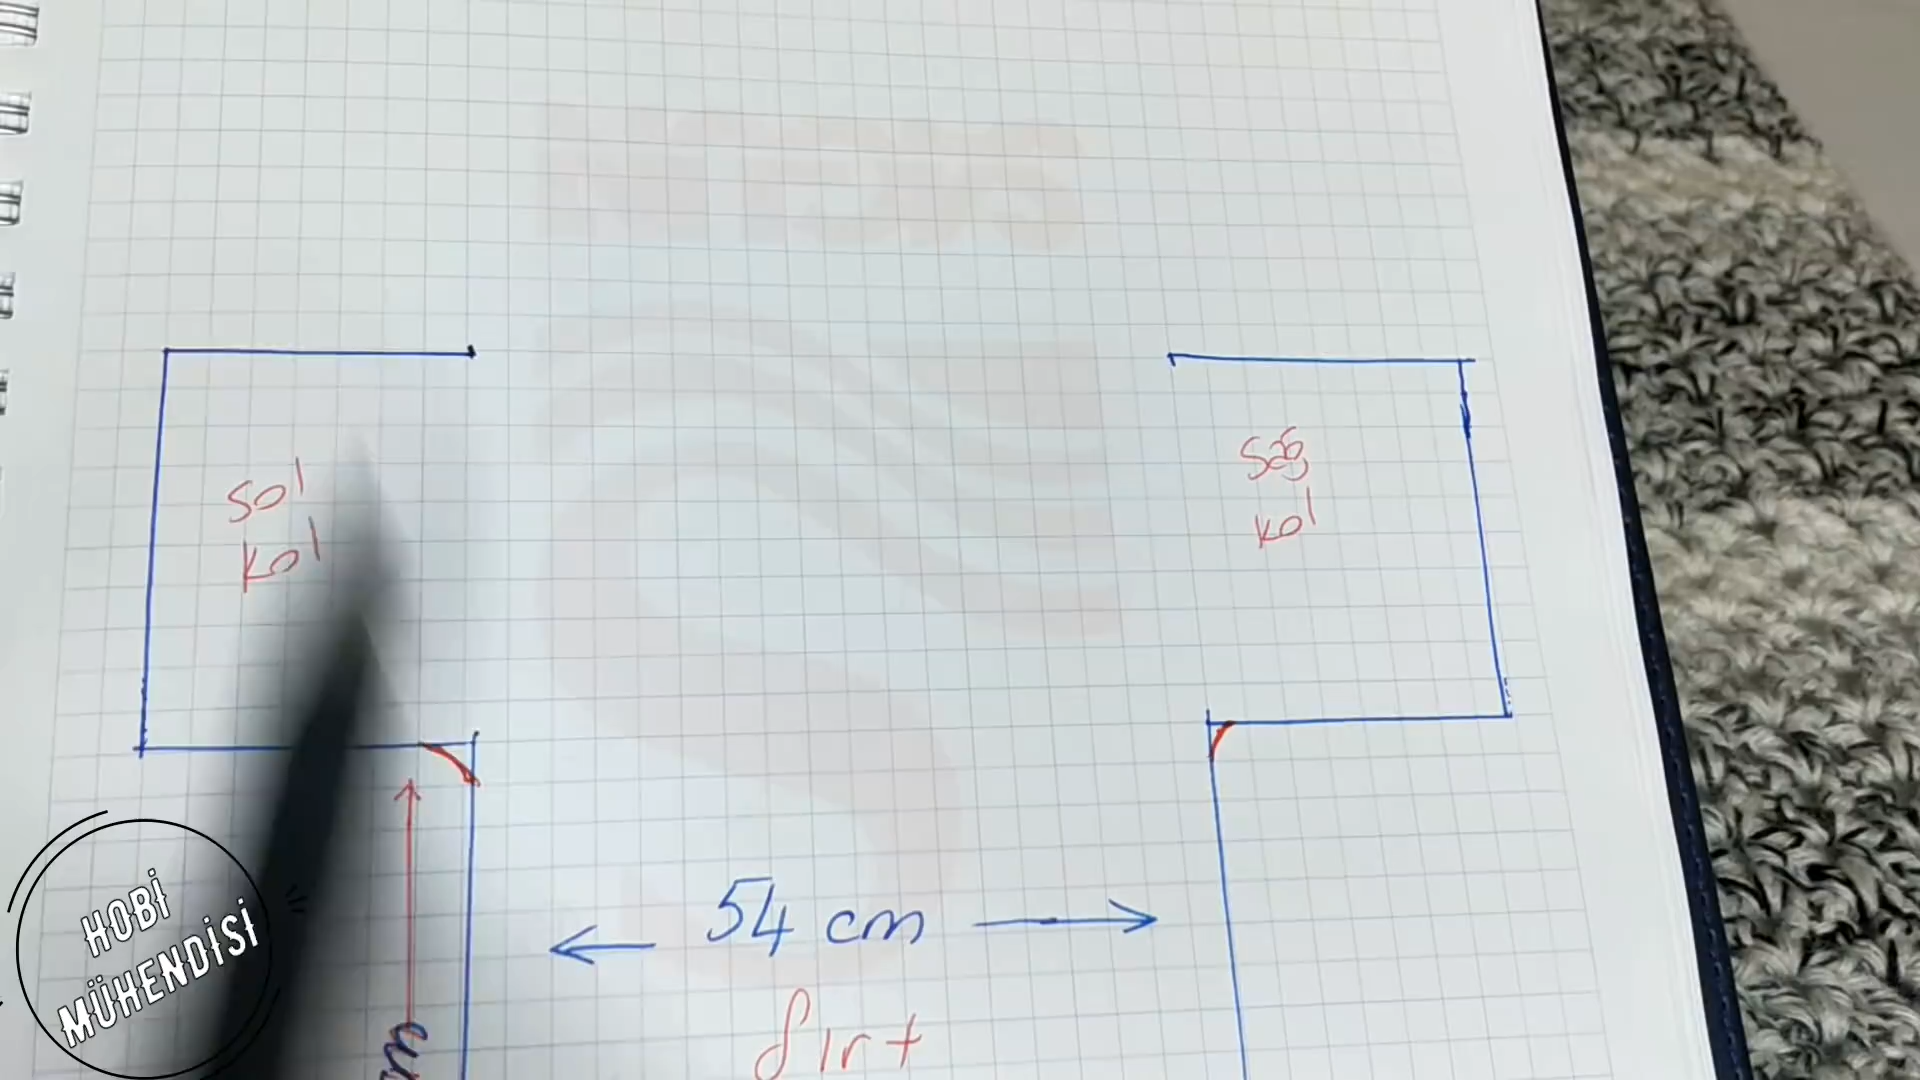 sol
kol
sağ
kol
54 cm
sırt
HOBİ
MÜHENDİSİ